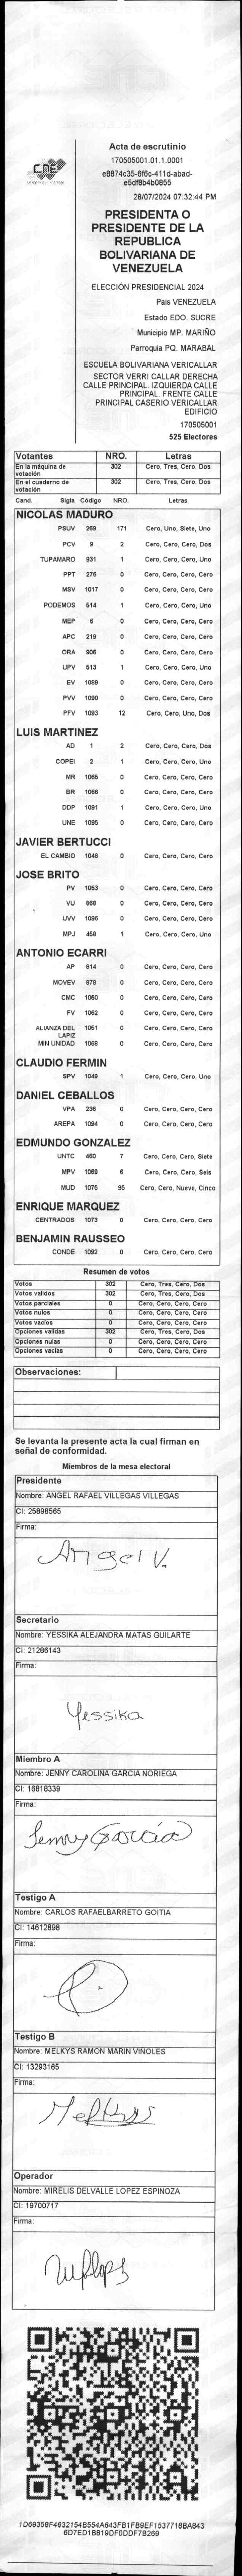 CNE
Acta de escrutinio
170505001.01.1.0001
e8874c35-6f6c-411d-abad-
e5df8b4b0855
28/07/2024 07:32:44 PM
PRESIDENTA O
PRESIDENTE DE LA
REPUBLICA
BOLIVARIANA DE
VENEZUELA
ELECCIÓN PRESIDENCIAL 2024
País VENEZUELA
Estado EDO. SUCRE
Municipio MP. MARIÑO
Parroquia PQ. MARABAL
ESCUELA BOLIVARIANA VERICALLAR
SECTOR VERRI CALLAR DERECHA
CALLE PRINCIPAL. IZQUIERDA CALLE
PRINCIPAL. FRENTE CALLE
PRINCIPAL CASERIO VERICALLAR
EDIFICIO
170505001
525 Electores
Votantes NRO. Letras
En la máquina de votación 302 Cero, Tres, Cero, Dos
En el cuaderno de votación 302 Cero, Tres, Cero, Dos
Cand. Sigla Código NRO. Letras
NICOLAS MADURO
PSUV 269 171 Cero, Uno, Siete, Uno
PCV 9 2 Cero, Cero, Cero, Dos
TUPAMARO 931 1 Cero, Cero, Cero, Uno
PPT 276 0 Cero, Cero, Cero, Cero
MSV 1017 0 Cero, Cero, Cero, Cero
PODEMOS 514 1 Cero, Cero, Cero, Uno
MEP 6 0 Cero, Cero, Cero, Cero
APC 219 0 Cero, Cero, Cero, Cero
ORA 906 0 Cero, Cero, Cero, Cero
UPV 513 1 Cero, Cero, Cero, Uno
EV 1089 0 Cero, Cero, Cero, Cero
PVV 1090 0 Cero, Cero, Cero, Cero
PFV 1093 12 Cero, Cero, Uno, Dos
LUIS MARTINEZ
AD 1 2 Cero, Cero, Cero, Dos
COPEI 2 1 Cero, Cero, Cero, Uno
MR 1065 0 Cero, Cero, Cero, Cero
BR 1066 0 Cero, Cero, Cero, Cero
DDP 1091 1 Cero, Cero, Cero, Uno
UNE 1095 0 Cero, Cero, Cero, Cero
JAVIER BERTUCCI
EL CAMBIO 1048 0 Cero, Cero, Cero, Cero
JOSE BRITO
PV 1053 0 Cero, Cero, Cero, Cero
VU 868 0 Cero, Cero, Cero, Cero
UVV 1096 0 Cero, Cero, Cero, Cero
MPJ 458 1 Cero, Cero, Cero, Uno
ANTONIO ECARRI
AP 814 0 Cero, Cero, Cero, Cero
MOVEV 878 0 Cero, Cero, Cero, Cero
CMC 1050 0 Cero, Cero, Cero, Cero
FV 1052 0 Cero, Cero, Cero, Cero
ALIANZA DEL LAPIZ 1051 0 Cero, Cero, Cero, Cero
MIN UNIDAD 1068 0 Cero, Cero, Cero, Cero
CLAUDIO FERMIN
SPV 1049 1 Cero, Cero, Cero, Uno
DANIEL CEBALLOS
VPA 236 0 Cero, Cero, Cero, Cero
AREPA 1094 0 Cero, Cero, Cero, Cero
EDMUNDO GONZALEZ
UNTC 460 7 Cero, Cero, Cero, Siete
MPV 1069 6 Cero, Cero, Cero, Seis
MUD 1075 95 Cero, Cero, Nueve, Cinco
ENRIQUE MARQUEZ
CENTRADOS 1073 0 Cero, Cero, Cero, Cero
BENJAMIN RAUSSEO
CONDE 1092 0 Cero, Cero, Cero, Cero
Resumen de votos
Votos 302 Cero, Tres, Cero, Dos
Votos validos 302 Cero, Tres, Cero, Dos
Votos parciales 0 Cero, Cero, Cero, Cero
Votos nulos 0 Cero, Cero, Cero, Cero
Votos vacios 0 Cero, Cero, Cero, Cero
Opciones validas 302 Cero, Tres, Cero, Dos
Opciones nulas 0 Cero, Cero, Cero, Cero
Opciones vacias 0 Cero, Cero, Cero, Cero
Observaciones:
Se levanta la presente acta la cual firman en
señal de conformidad.
Miembros de la mesa electoral
Presidente
Nombre: ANGEL RAFAEL VILLEGAS VILLEGAS
CI: 25898565
Firma:
Angel V.
Secretario
Nombre: YESSIKA ALEJANDRA MATAS GUILARTE
CI: 21286143
Firma:
Yessika
Miembro A
Nombre: JENNY CAROLINA GARCIA NORIEGA
CI: 16818339
Firma:
Jenny García
Testigo A
Nombre: CARLOS RAFAELBARRETO GOITIA
CI: 14612898
Firma:
Testigo B
Nombre: MELKYS RAMON MARIN VIÑOLES
CI: 13293165
Firma:
Melkys
Operador
Nombre: MIRELIS DELVALLE LOPEZ ESPINOZA
CI: 19700717
Firma:
1D69358F4632154B554A643FB1FB9EF1537716BA843
6D7ED1B819DF0DDF7B269